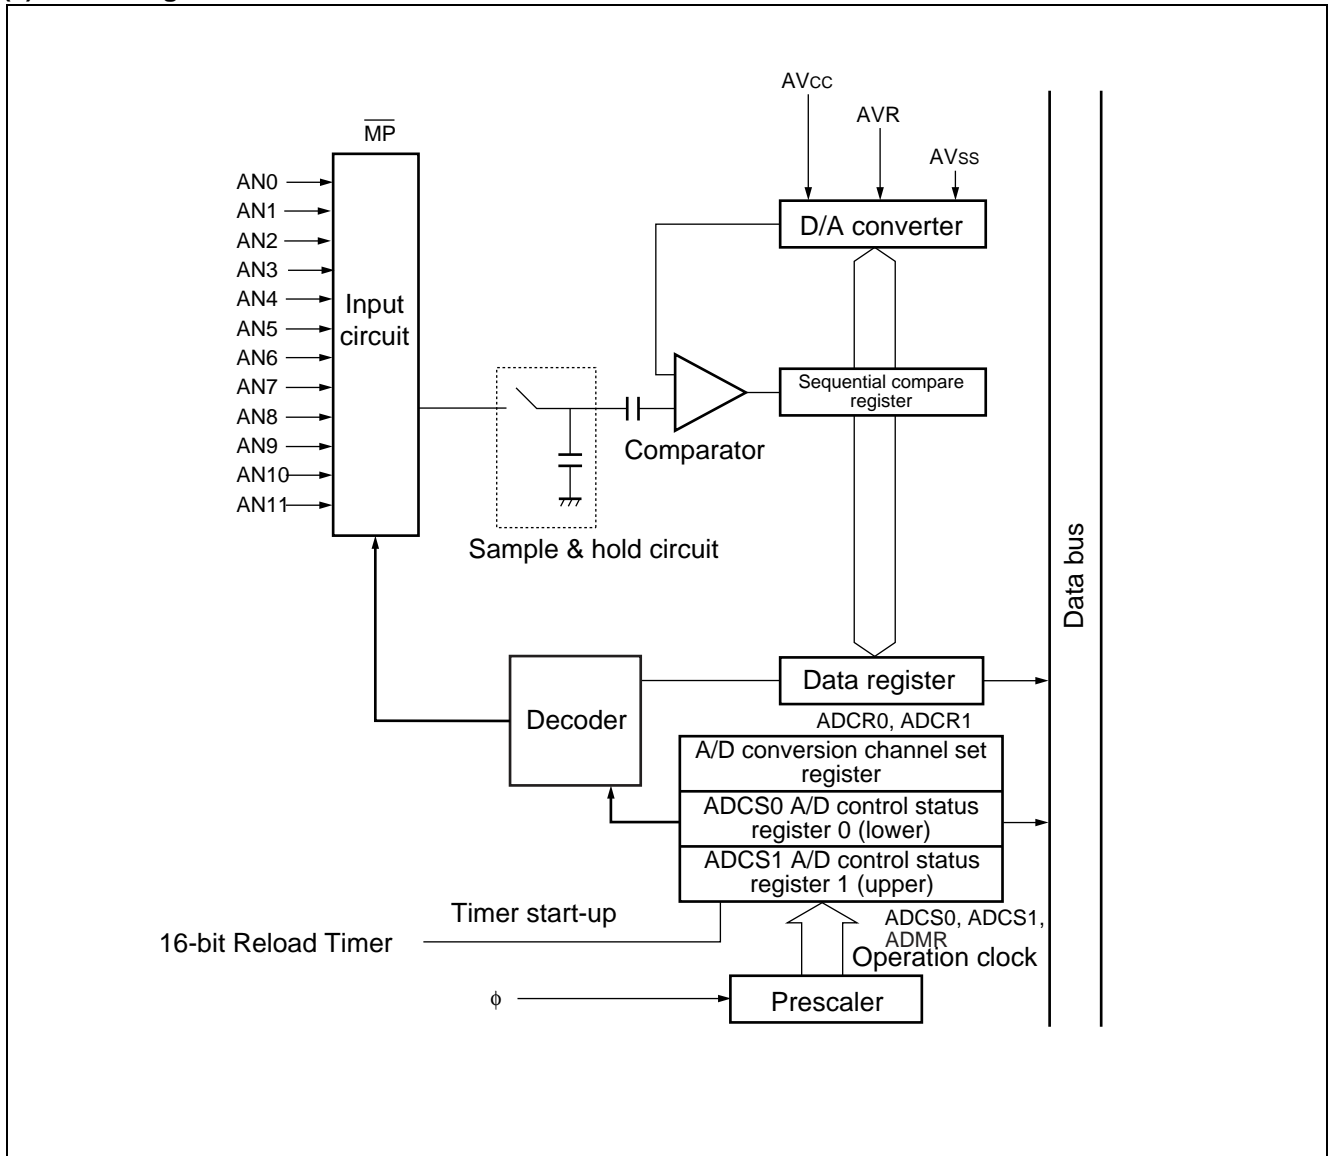 AVCC
AVR
AVSS
MP
AN0
AN1
AN2
AN3
AN4
AN5
AN6
AN7
AN8
AN9
AN10
AN11
Input
circuit
D/A converter
Sequential compare
register
Comparator
Sample & hold circuit
Data bus
Decoder
Data register
ADCR0, ADCR1
A/D conversion channel set
register
ADCS0 A/D control status
register 0 (lower)
ADCS1 A/D control status
register 1 (upper)
Timer start-up
16-bit Reload Timer
ADCS0, ADCS1,
ADMR
Operation clock
Prescaler
ϕ